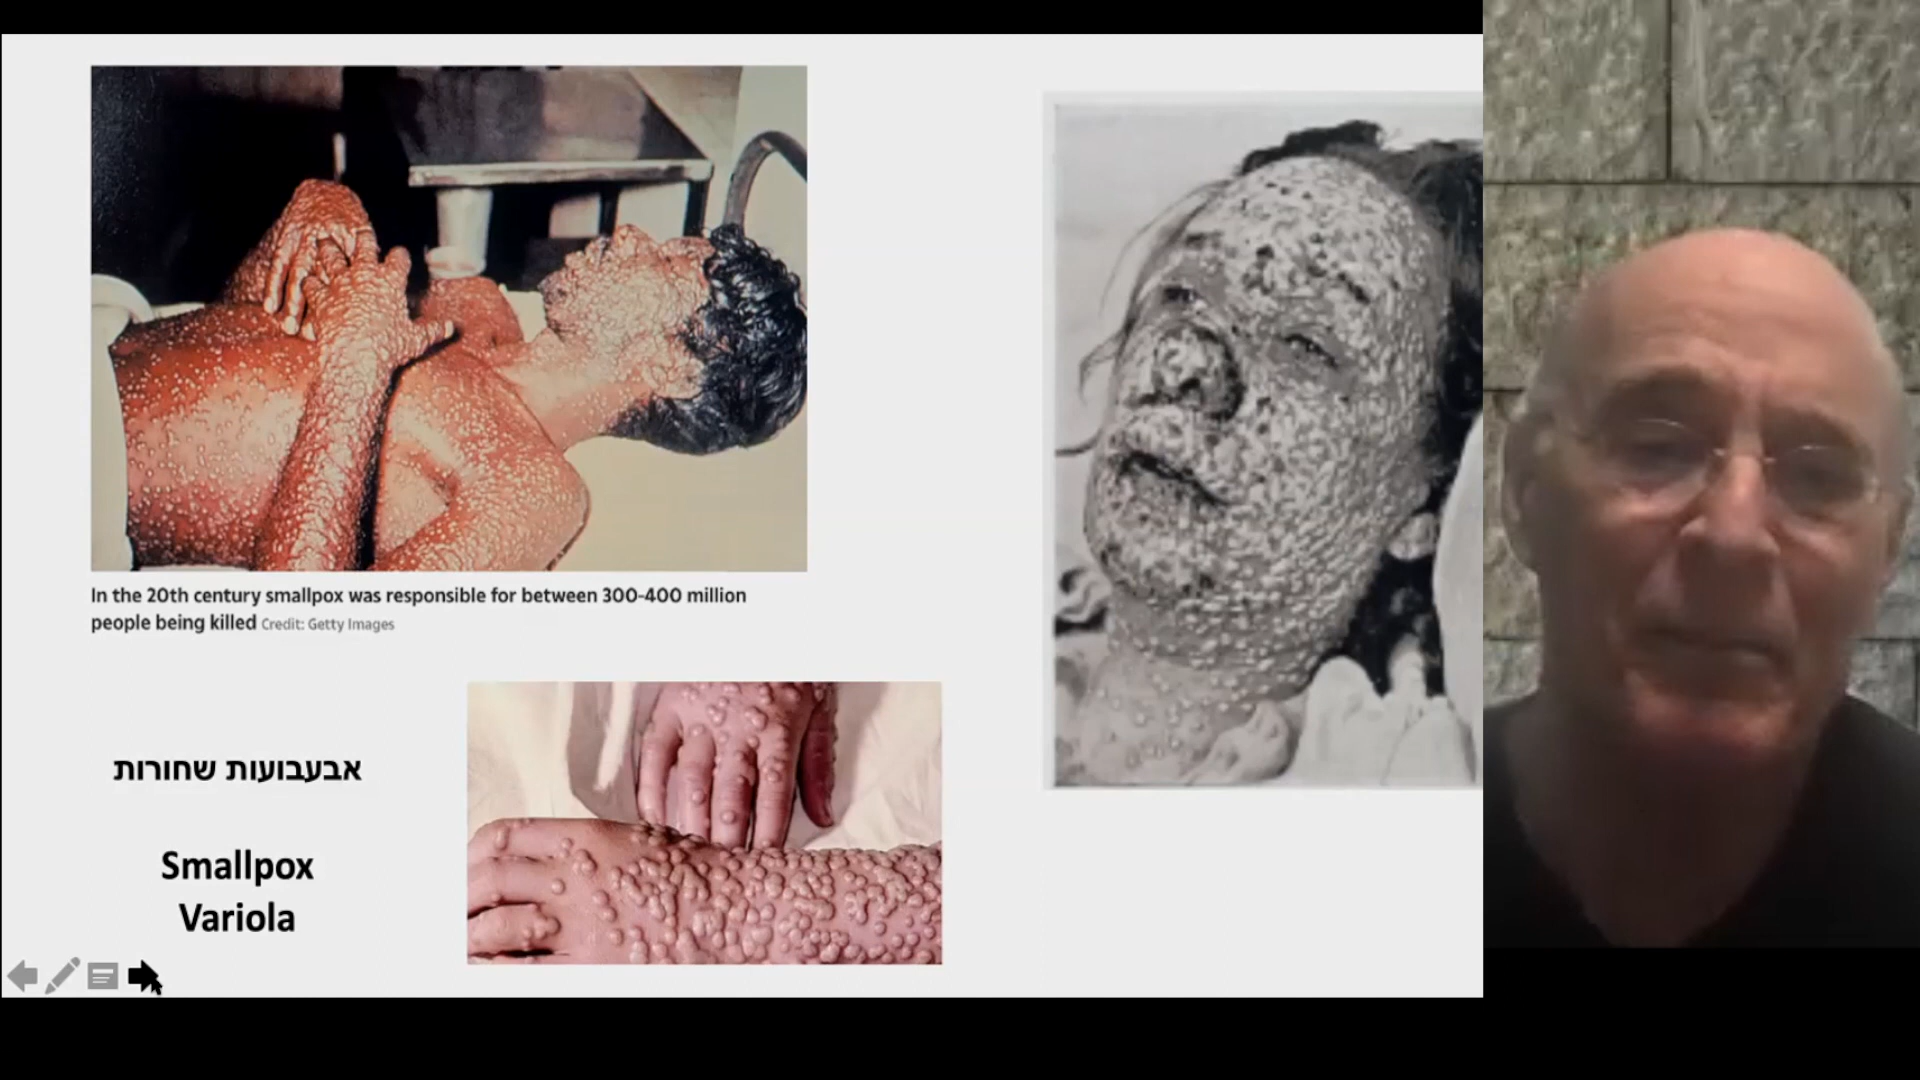 In the 20th century smallpox was responsible for between 300-400 million
people being killed Credit: Getty Images
אבעבועות שחורות
Smallpox
Variola